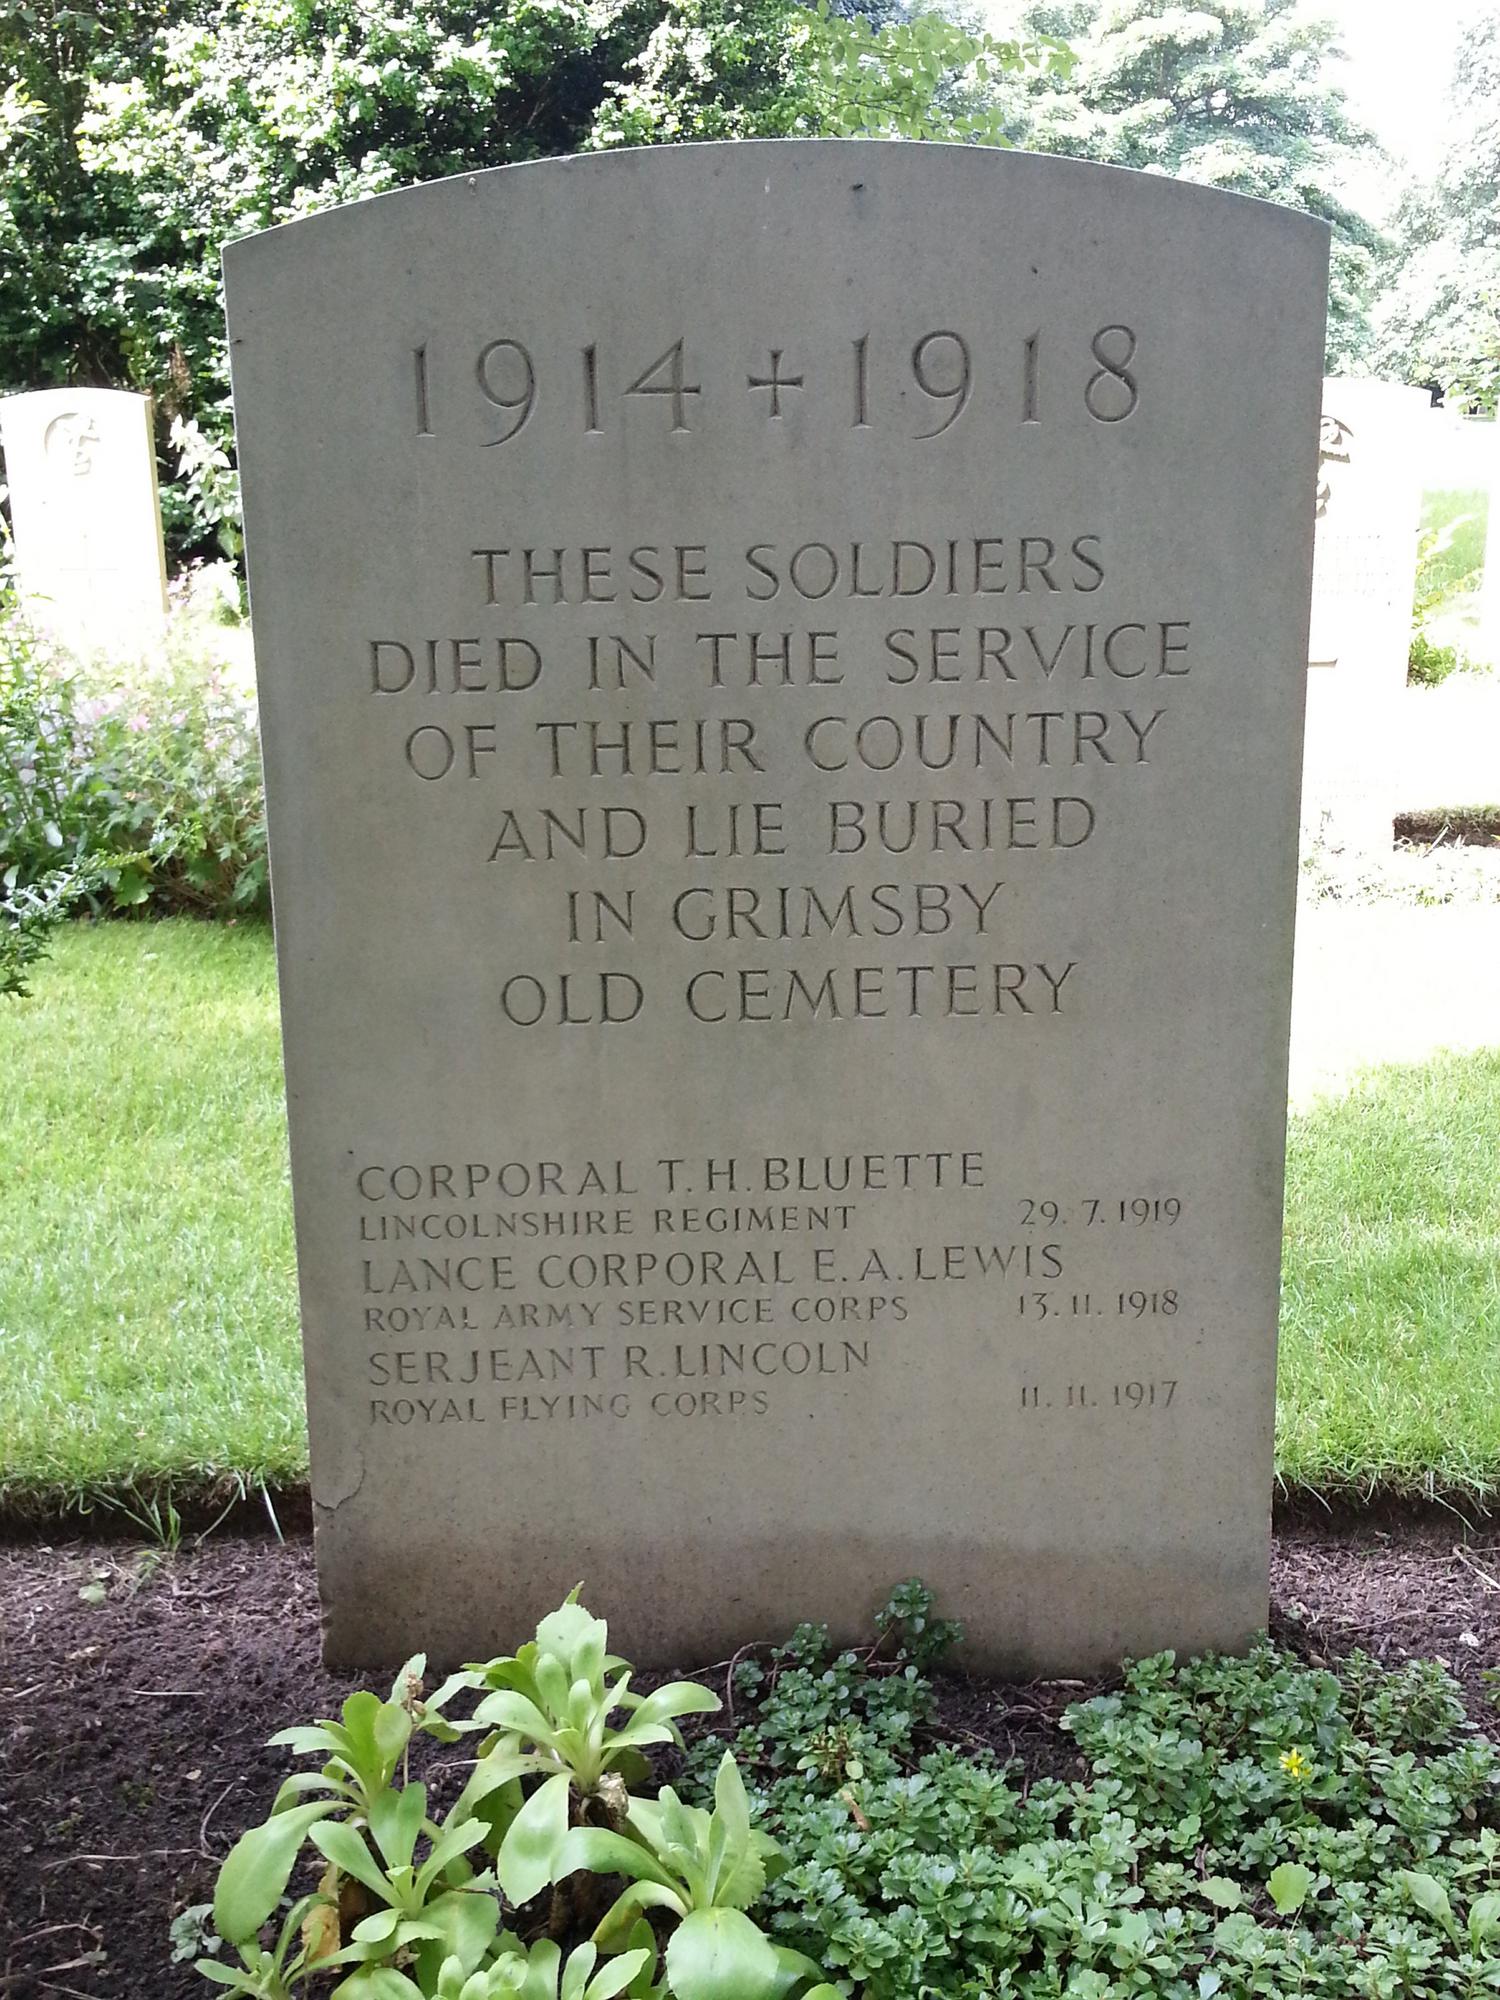 1914 + 1918
THESE SOLDIERS
DIED IN THE SERVICE
OF THEIR COUNTRY
AND LIE BURIED
IN GRIMSBY
OLD CEMETERY
CORPORAL T.H.BLUETTE
LINCOLNSHIRE REGIMENT 29.7.1919
LANCE CORPORAL E.A.LEWIS
ROYAL ARMY SERVICE CORPS 13.11.1918
SERJEANT R.LINCOLN
ROYAL FLYING CORPS 11.11.1917